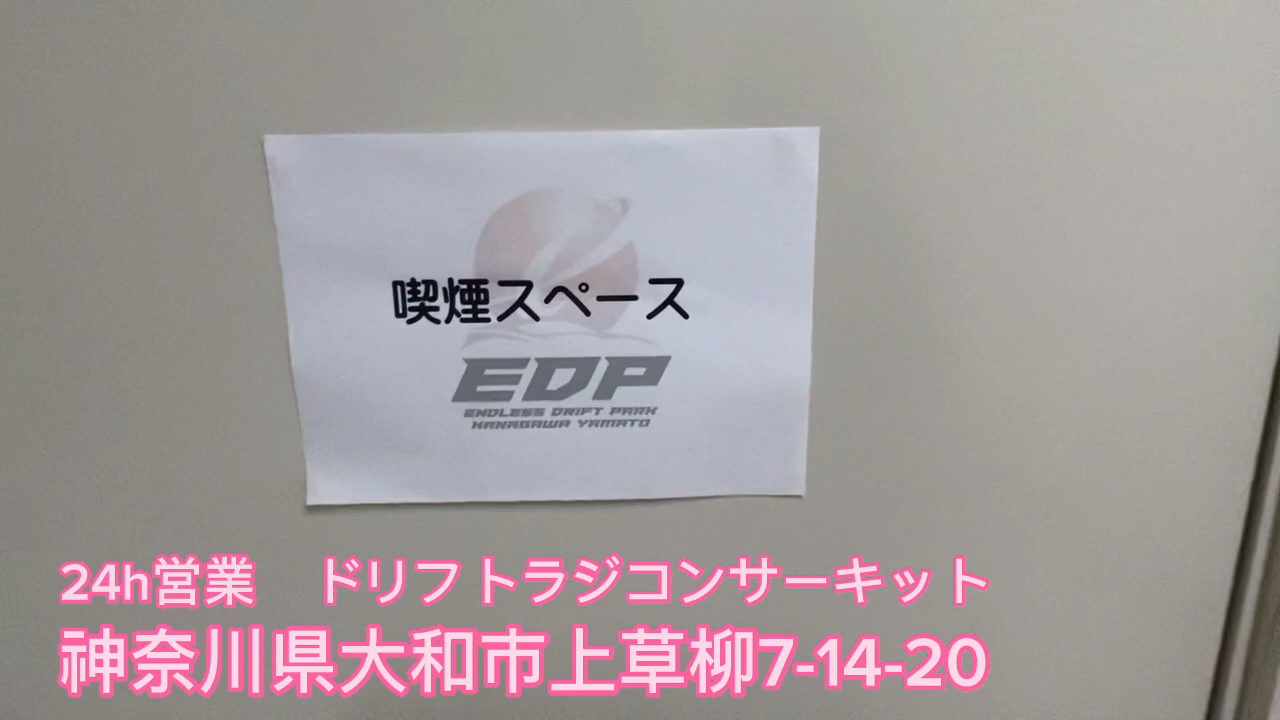 喫煙スペース
EDP
ENDLESS DRIFT PARK
KANAGAWA YAMATO
24h営業　ドリフトラジコンサーキット
神奈川県大和市上草柳7-14-20